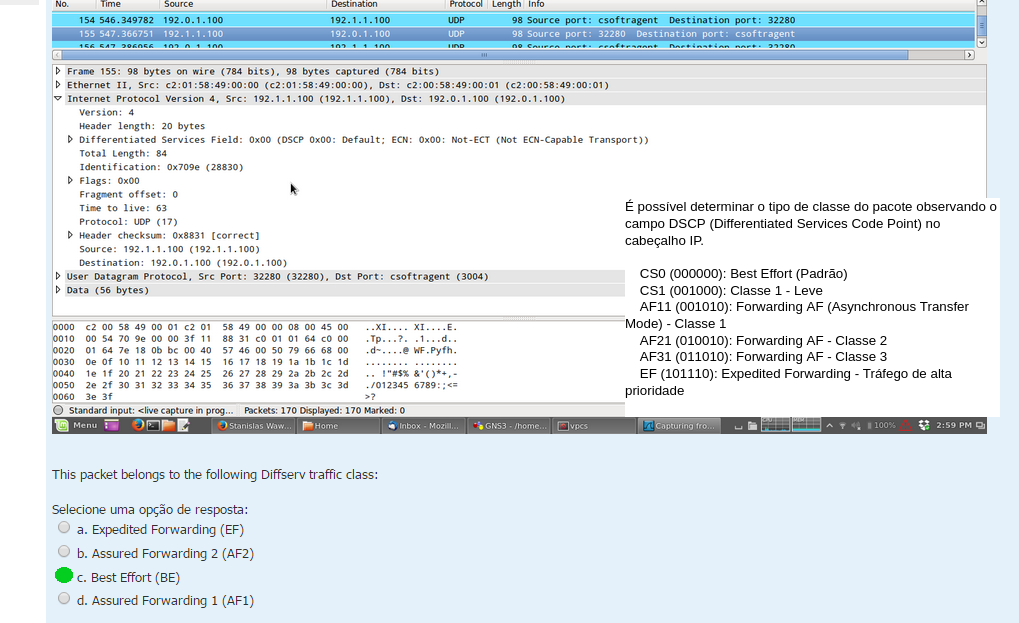 No. Time Source Destination Protocol Length Info
154 546.349782 192.0.1.100 192.1.1.100 UDP 98 Source port: csoftragent Destination port: 32280
155 547.366751 192.1.1.100 192.0.1.100 UDP 98 Source port: 32280 Destination port: csoftragent
156 547.386956 192.0.1.100 192.1.1.100 UDP 98 Source port: csoftragent Destination port: 32280
Frame 155: 98 bytes on wire (784 bits), 98 bytes captured (784 bits)
Ethernet II, Src: c2:01:58:49:00:00 (c2:01:58:49:00:00), Dst: c2:00:58:49:00:01 (c2:00:58:49:00:01)
Internet Protocol Version 4, Src: 192.1.1.100 (192.1.1.100), Dst: 192.0.1.100 (192.0.1.100)
Version: 4
Header length: 20 bytes
Differentiated Services Field: 0x00 (DSCP 0x00: Default; ECN: 0x00: Not-ECT (Not ECN-Capable Transport))
Total Length: 84
Identification: 0x709e (28830)
Flags: 0x00
Fragment offset: 0
Time to live: 63
Protocol: UDP (17)
Header checksum: 0x8831 [correct]
Source: 192.1.1.100 (192.1.1.100)
Destination: 192.0.1.100 (192.0.1.100)
User Datagram Protocol, Src Port: 32280 (32280), Dst Port: csoftragent (3004)
Data (56 bytes)
É possível determinar o tipo de classe do pacote observando o
campo DSCP (Differentiated Services Code Point) no
cabeçalho IP.
CS0 (000000): Best Effort (Padrão)
CS1 (001000): Classe 1 - Leve
AF11 (001010): Forwarding AF (Asynchronous Transfer
Mode) - Classe 1
AF21 (010010): Forwarding AF - Classe 2
AF31 (011010): Forwarding AF - Classe 3
EF (101110): Expedited Forwarding - Tráfego de alta
prioridade
0000 c2 00 58 49 00 01 c2 01 58 49 00 00 08 00 45 00 ..XI.... XI....E.
0010 00 54 70 9e 00 00 3f 11 88 31 c0 01 01 64 c0 00 .Tp...?. .1...d..
0020 01 64 7e 18 0b bc 00 40 57 46 00 50 79 66 68 00 .d~....@ WF.Pyfh.
0030 0e 0f 10 11 12 13 14 15 16 17 18 19 1a 1b 1c 1d ........ ........
0040 1e 1f 20 21 22 23 24 25 26 27 28 29 2a 2b 2c 2d .. !"#$% &'()*+,-
0050 2e 2f 30 31 32 33 34 35 36 37 38 39 3a 3b 3c 3d ./012345 6789:;<=
0060 3e 3f >?
Standard input: <live capture in prog... Packets: 170 Displayed: 170 Marked: 0
Menu Stanislas Waw... Home Inbox - Mozill... GNS3 - /home... vpcs Capturing fro... 100% 2:59 PM
This packet belongs to the following Diffserv traffic class:
Selecione uma opção de resposta:
a. Expedited Forwarding (EF)
b. Assured Forwarding 2 (AF2)
c. Best Effort (BE)
d. Assured Forwarding 1 (AF1)